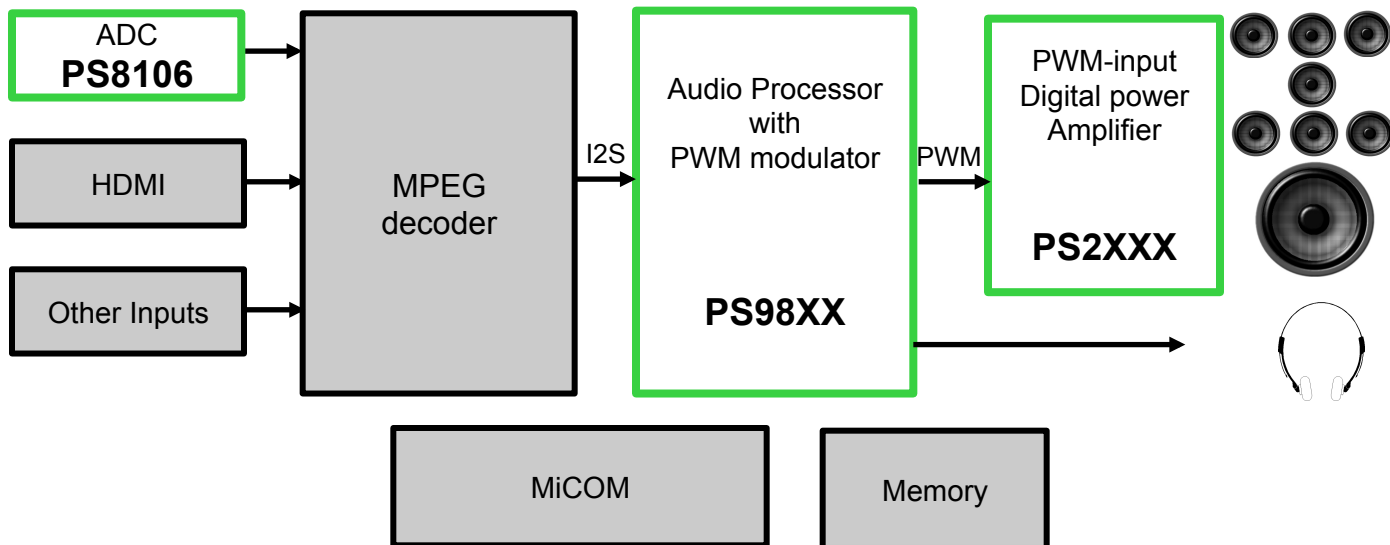 ADC
PS8106
HDMI
Other Inputs
MPEG
decoder
I2S
Audio Processor
with
PWM modulator
PS98XX
PWM
PWM-input
Digital power
Amplifier
PS2XXX
MiCOM
Memory